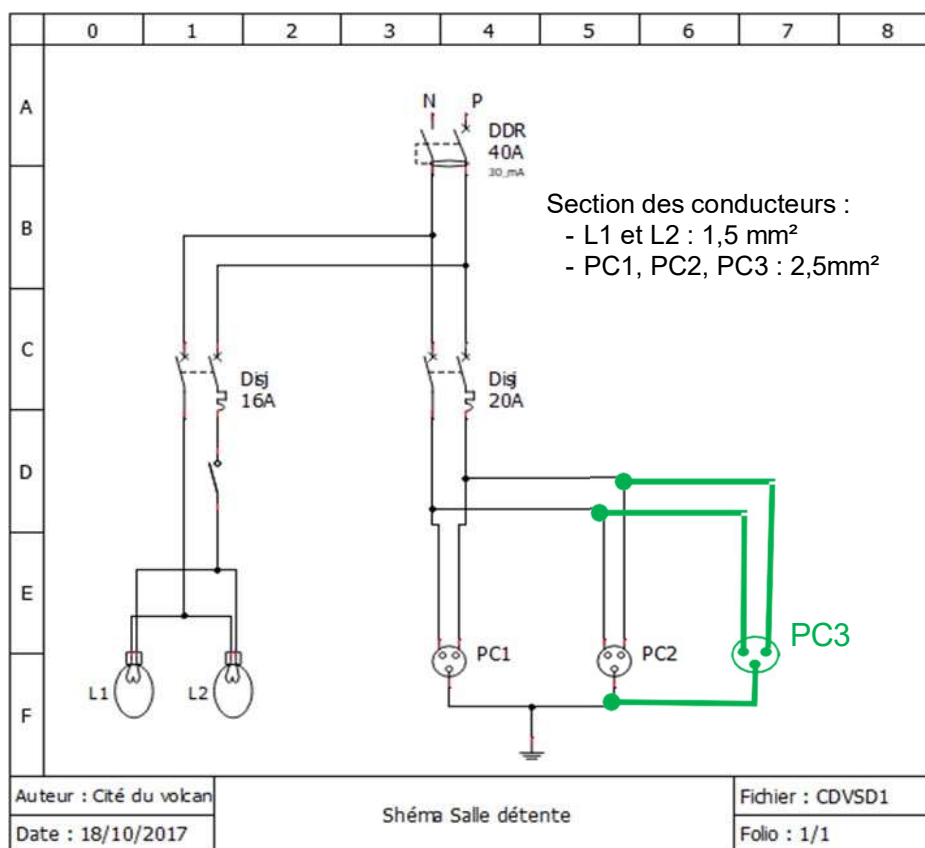 0 1 2 3 4 5 6 7 8
A
N P
DDR
40A
30_mA
B
Section des conducteurs :
- L1 et L2 : 1,5 mm²
- PC1, PC2, PC3 : 2,5mm²
C
Disj
16A
Disj
20A
D
E
PC1
PC2
PC3
L1
L2
F
Auteur : Cité du volcan
Date : 18/10/2017
Shéma Salle détente
Fichier : CDVSD1
Folio : 1/1